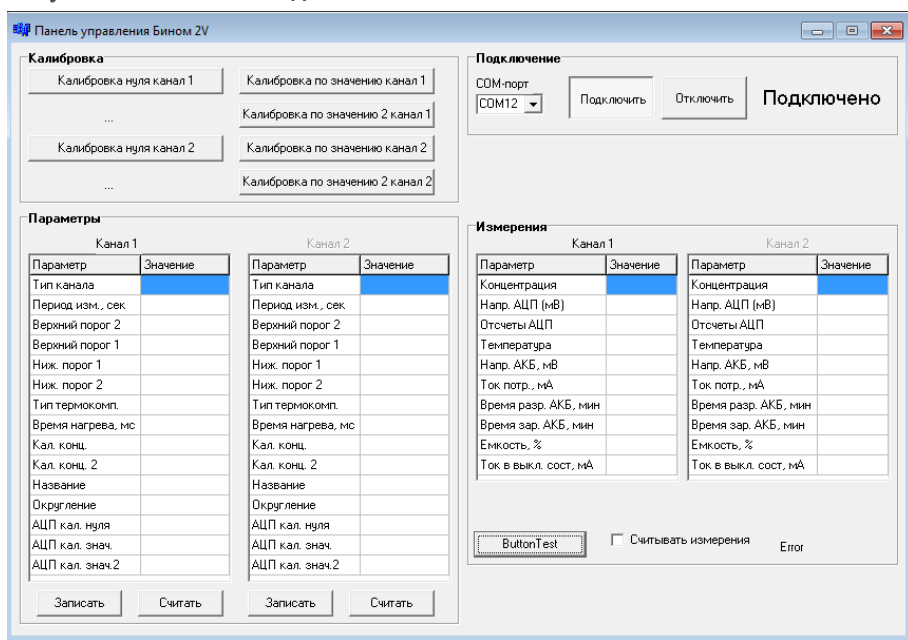 Панель управления Бином 2V
Калибровка
Калибровка нуля канал 1
Калибровка по значению канал 1
...
Калибровка по значению 2 канал 1
Калибровка нуля канал 2
Калибровка по значению канал 2
...
Калибровка по значению 2 канал 2
Подключение
COM-порт
COM12
Подключить
Отключить
Подключено
Параметры
Канал 1
Параметр Значение
Тип канала
Период изм., сек
Верхний порог 2
Верхний порог 1
Ниж. порог 1
Ниж. порог 2
Тип термокомп.
Время нагрева, мс
Кал. конц.
Кал. конц. 2
Название
Округление
АЦП кал. нуля
АЦП кал. знач.
АЦП кал. знач.2
Записать Считать
Канал 2
Параметр Значение
Тип канала
Период изм., сек
Верхний порог 2
Верхний порог 1
Ниж. порог 1
Ниж. порог 2
Тип термокомп.
Время нагрева, мс
Кал. конц.
Кал. конц. 2
Название
Округление
АЦП кал. нуля
АЦП кал. знач.
АЦП кал. знач.2
Записать Считать
Измерения
Канал 1
Параметр Значение
Концентрация
Напр. АЦП (мВ)
Отсчеты АЦП
Температура
Напр. АКБ, мВ
Ток потр., мА
Время разр. АКБ, мин
Время зар. АКБ, мин
Емкость, %
Ток в выкл. сост, мА
Канал 2
Параметр Значение
Концентрация
Напр. АЦП (мВ)
Отсчеты АЦП
Температура
Напр. АКБ, мВ
Ток потр., мА
Время разр. АКБ, мин
Время зар. АКБ, мин
Емкость, %
Ток в выкл. сост, мА
ButtonTest
Считывать измерения
Error